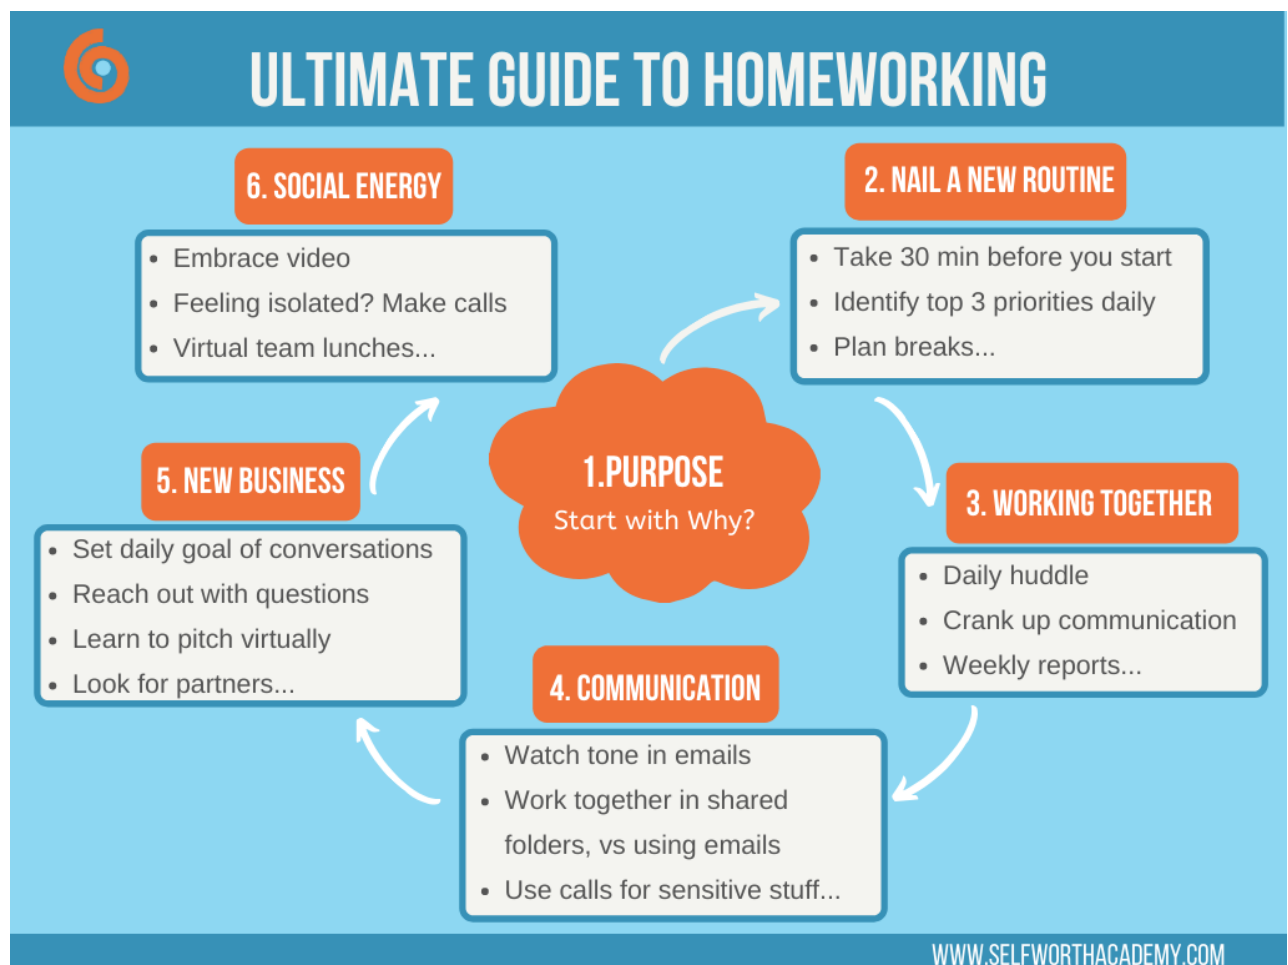 ULTIMATE GUIDE TO HOMEWORKING
1.PURPOSE
Start with Why?
2. NAIL A NEW ROUTINE
• Take 30 min before you start
• Identify top 3 priorities daily
• Plan breaks...
3. WORKING TOGETHER
• Daily huddle
• Crank up communication
• Weekly reports...
4. COMMUNICATION
• Watch tone in emails
• Work together in shared
folders, vs using emails
• Use calls for sensitive stuff...
5. NEW BUSINESS
• Set daily goal of conversations
• Reach out with questions
• Learn to pitch virtually
• Look for partners...
6. SOCIAL ENERGY
• Embrace video
• Feeling isolated? Make calls
• Virtual team lunches...
WWW.SELFWORTHACADEMY.COM